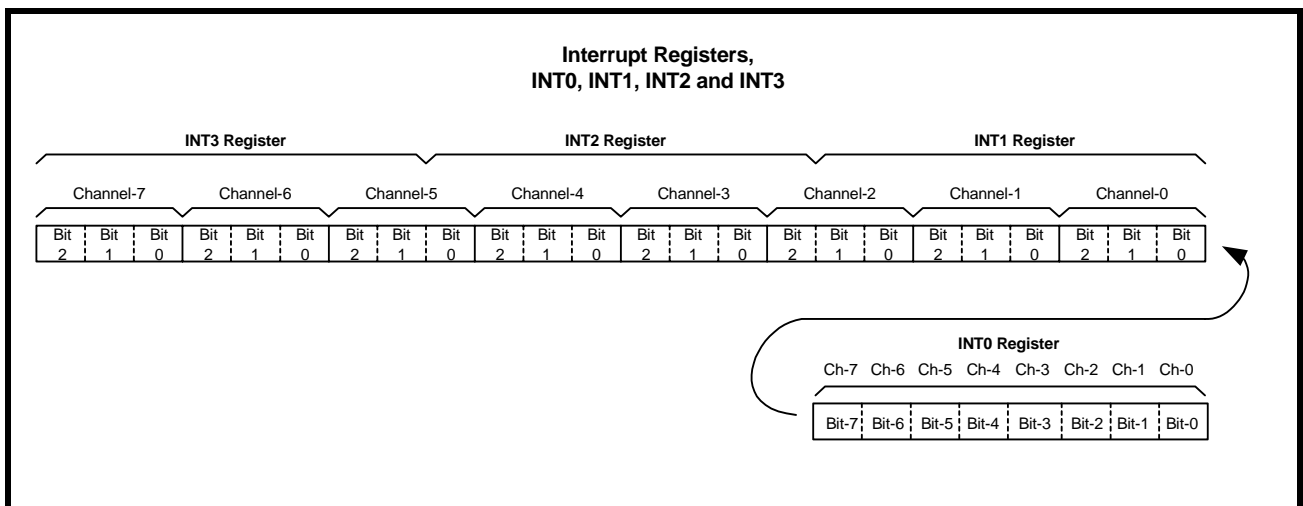 Interrupt Registers,
INT0, INT1, INT2 and INT3
INT3 Register INT2 Register INT1 Register
Channel-7 Channel-6 Channel-5 Channel-4 Channel-3 Channel-2 Channel-1 Channel-0
Bit Bit Bit Bit Bit Bit Bit Bit Bit Bit Bit Bit Bit Bit Bit Bit Bit Bit Bit Bit Bit Bit Bit Bit
2 1 0 2 1 0 2 1 0 2 1 0 2 1 0 2 1 0 2 1 0 2 1 0
INT0 Register
Ch-7 Ch-6 Ch-5 Ch-4 Ch-3 Ch-2 Ch-1 Ch-0
Bit-7 Bit-6 Bit-5 Bit-4 Bit-3 Bit-2 Bit-1 Bit-0